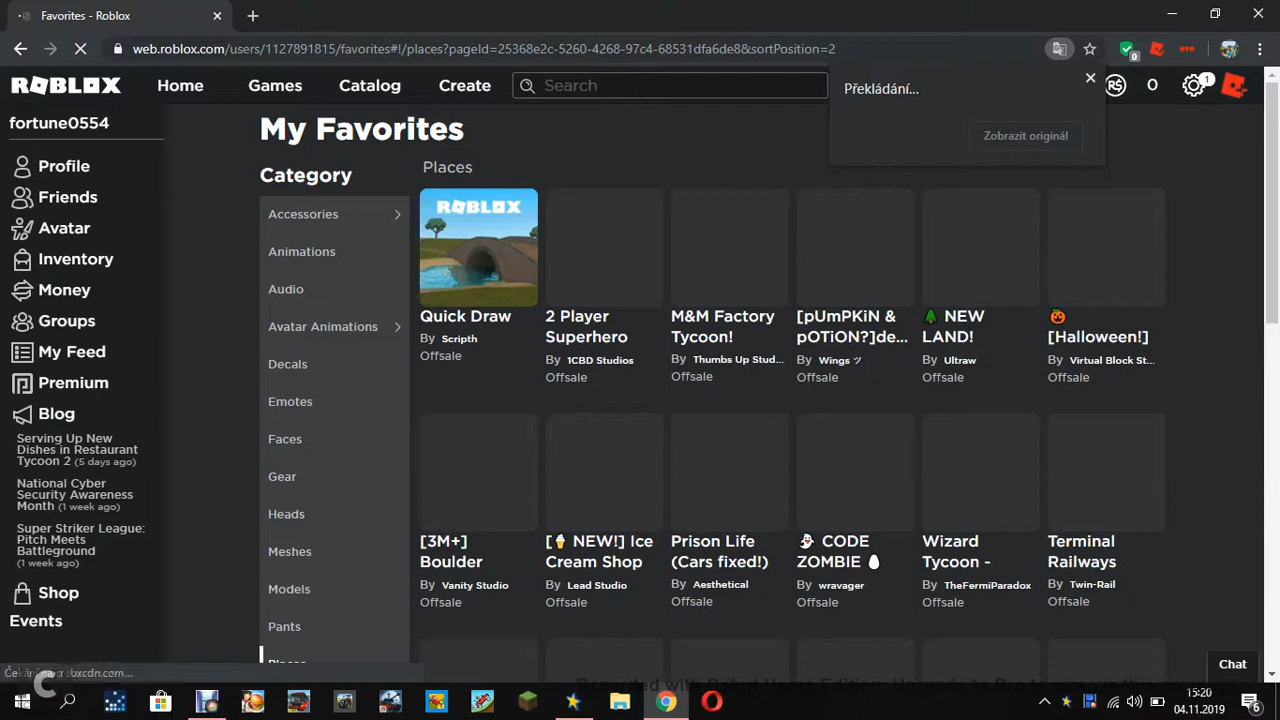 Favorites - Roblox
web.roblox.com/users/1127891815/favorites#!/places?pageId=25368e2c-5260-4268-97c4-68531dfa6de8&sortPosition=2
0
ROBLOX
Home
Games
Catalog
Create
Search
Překládání...
Zobrazit originál
0
1
fortune0554
Profile
Friends
Avatar
Inventory
Money
Groups
My Feed
Premium
Blog
Serving Up New
Dishes in Restaurant
Tycoon 2 (5 days ago)
National Cyber
Security Awareness
Month (1 week ago)
Super Striker League:
Pitch Meets
Battleground
(1 week ago)
Shop
Events
My Favorites
Category
Accessories
Animations
Audio
Avatar Animations
Decals
Emotes
Faces
Gear
Heads
Meshes
Models
Pants
Places
Places
ROBLOX
Quick Draw
By Scripth
Offsale
2 Player
Superhero
By 1CBD Studios
Offsale
M&M Factory
Tycoon!
By Thumbs Up Stud...
Offsale
[pUmPKiN &
pOTiON?]de...
By Wings ツ
Offsale
🌲 NEW
LAND!
By Ultraw
Offsale
🎃
[Halloween!]
By Virtual Block St...
Offsale
[3M+]
Boulder
By Vanity Studio
Offsale
[🍦 NEW!] Ice
Cream Shop
By Lead Studio
Offsale
Prison Life
(Cars fixed!)
By Aesthetical
Offsale
👻 CODE
ZOMBIE 🥚
By wravager
Offsale
Wizard
Tycoon -
By TheFermiParadox
Offsale
Terminal
Railways
By Twin-Rail
Offsale
Chat
rbxcdn.com...
15:20
04.11.2019
6